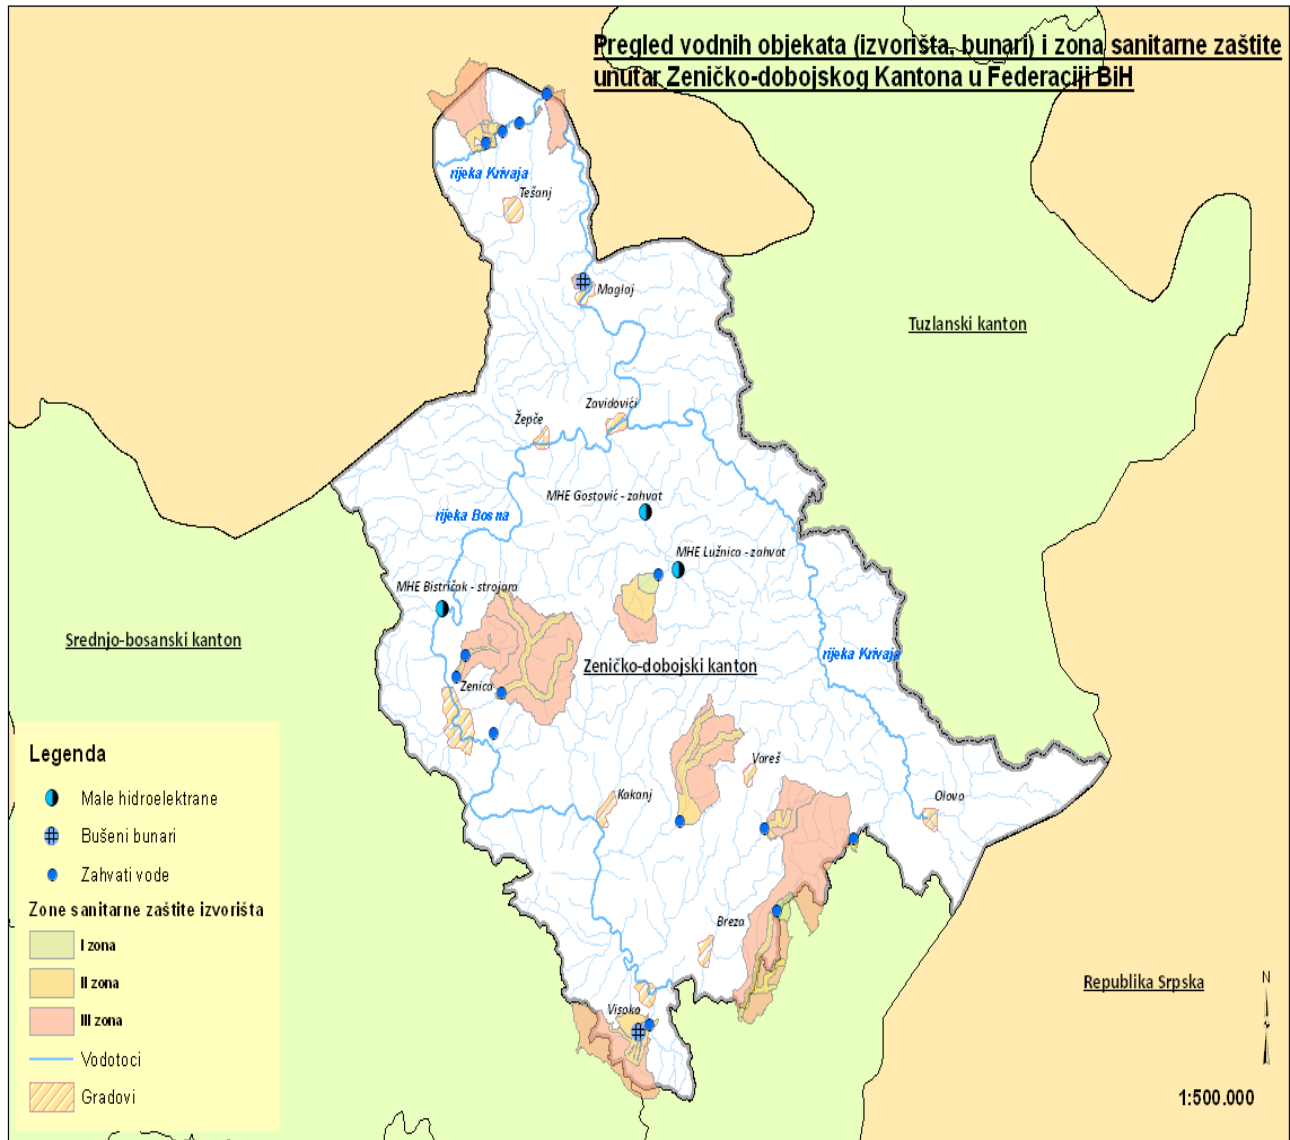 Pregled vodnih objekata (izvorišta, bunari) i zona sanitarne zaštite
unutar Zeničko-dobojskog Kantona u Federaciji BiH
rijeka Krivaja
Tešanj
Maglaj
Tuzlanski kanton
Zavidovići
Žepče
MHE Gostović - zahvat
rijeka Bosna
MHE Lužnica - zahvat
MHE Bistričak - strojara
Srednjo-bosanski kanton
rijeka Krivaja
Zeničko-dobojski kanton
Zenica
Vareš
Kakanj
Olovo
Breza
Republika Srpska
Visoko
Legenda
Male hidroelektrane
Bušeni bunari
Zahvati vode
Zone sanitarne zaštite izvorišta
I zona
II zona
III zona
Vodotoci
Gradovi
N
1:500.000